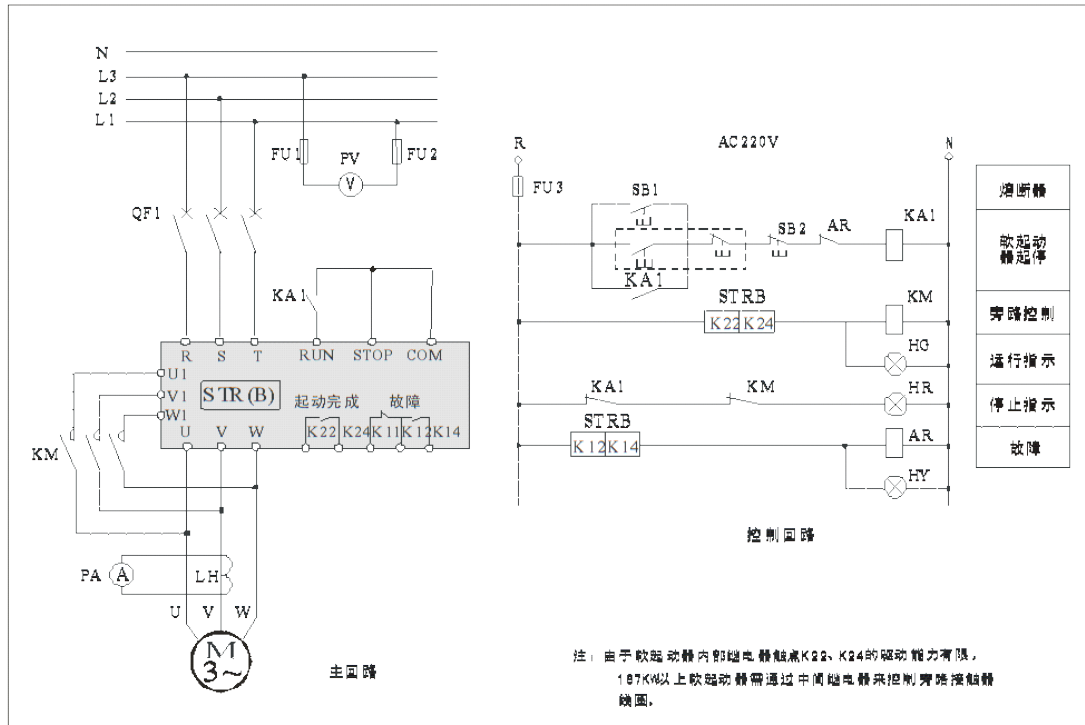 N
L3
L2
L1
FU1
PV
V
FU2
QF1
KA1
R S T RUN STOP COM
U1
V1
W1
STR(B)
起动完成 故障
U V W K22 K24 K11 K12 K14
KM
PA A LH
U V W
M
3~
主回路
R AC220V N
FU3
SB1
SB2 AR KA1
KA1
STRB KM
K22 K24
HG
KA1 KM HR
STRB AR
K12 K14
HY
控制回路
熔断器
软起动
器起停
旁路控制
运行指示
停止指示
故障
注：由于软起动器内部继电器触点K22、K24的驱动能力有限，
187KW以上软起动器需通过中间继电器来控制旁路接触器
线圈。